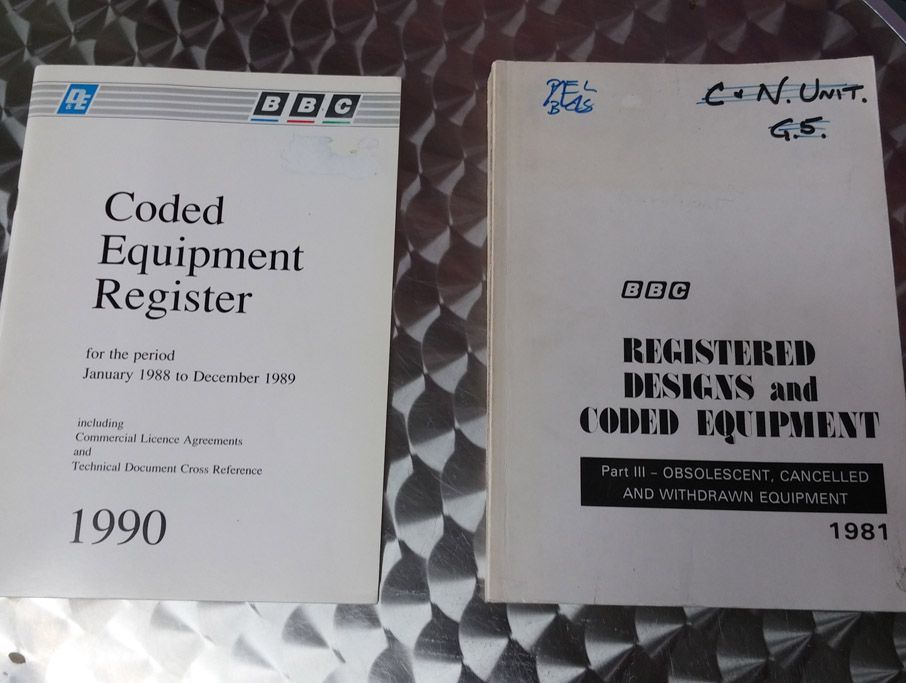 D&E
BBC
Coded
Equipment
Register
for the period
January 1988 to December 1989
including
Commercial Licence Agreements
and
Technical Document Cross Reference
1990
C & N. UNIT.
G.5.
BBC
REGISTERED
DESIGNS and
CODED EQUIPMENT
Part III – OBSOLESCENT, CANCELLED
AND WITHDRAWN EQUIPMENT
1981